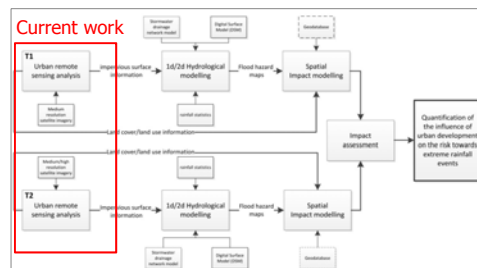 Current work
Stormwater
drainage
network model
Digital Surface
Model (DSM)
Geodatabase
T1
Urban remote
sensing analysis
Impervious surface
information
1d/2d Hydrological
modelling
Flood hazard
maps
Spatial
Impact modelling
Medium
resolution
satellite imagery
rainfall statistics
Land cover/land use information
Impact
assessment
Quantification of
the influence of
urban development
on the risk towards
extreme rainfall
events
Land cover/land use information
Medium/high
resolution
satellite imagery
rainfall statistics
T2
Urban remote
sensing analysis
Impervious surface
information
1d/2d Hydrological
modelling
Flood hazard
maps
Spatial
Impact modelling
Stormwater
drainage
network model
Digital Surface
Model (DSM)
Geodatabase